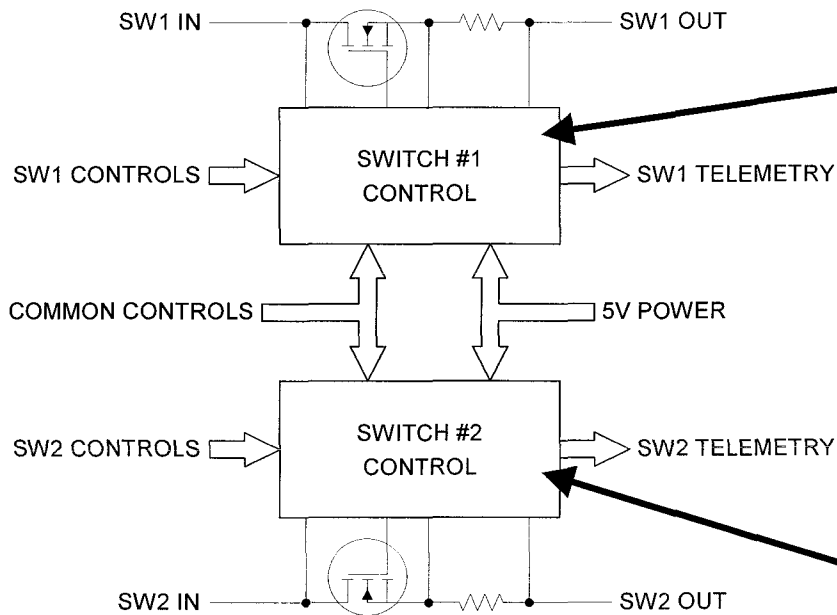 SW1 IN
SW1 OUT
SW1 CONTROLS
SWITCH #1
CONTROL
SW1 TELEMETRY
COMMON CONTROLS
5V POWER
SW2 CONTROLS
SWITCH #2
CONTROL
SW2 TELEMETRY
SW2 IN
SW2 OUT